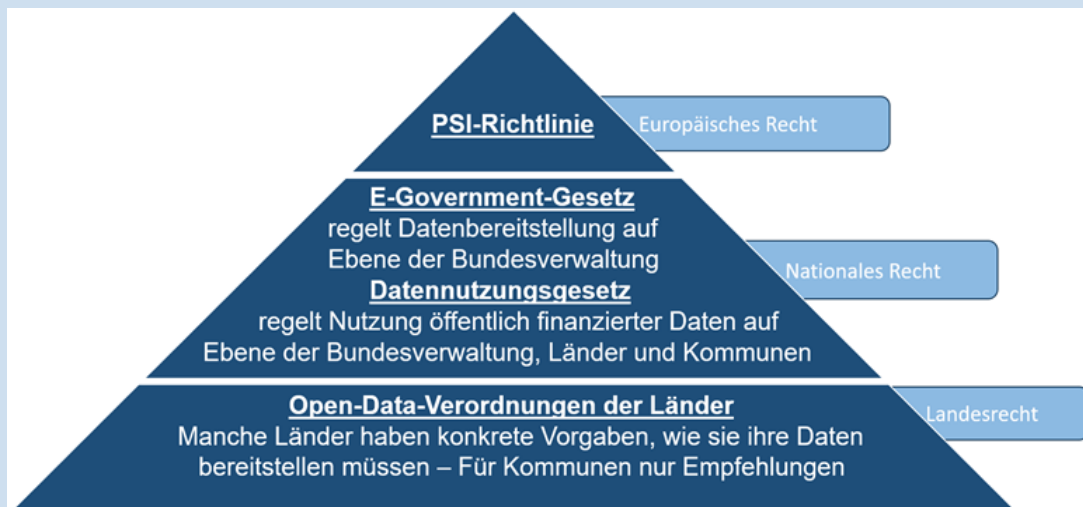 PSI-Richtlinie
Europäisches Recht
E-Government-Gesetz
regelt Datenbereitstellung auf
Ebene der Bundesverwaltung
Datennutzungsgesetz
regelt Nutzung öffentlich finanzierter Daten auf
Ebene der Bundesverwaltung, Länder und Kommunen
Nationales Recht
Open-Data-Verordnungen der Länder
Manche Länder haben konkrete Vorgaben, wie sie ihre Daten
bereitstellen müssen – Für Kommunen nur Empfehlungen
Landesrecht